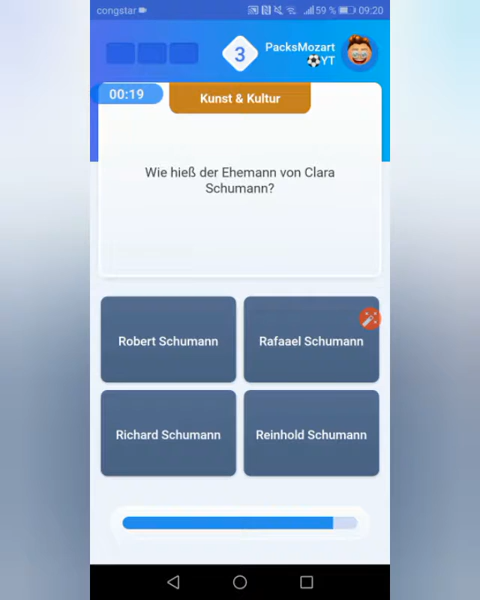 congstar
59 % 09:20
3
PacksMozart
⚽YT
00:19
Kunst & Kultur
Wie hieß der Ehemann von Clara
Schumann?
Robert Schumann
Rafaael Schumann
Richard Schumann
Reinhold Schumann